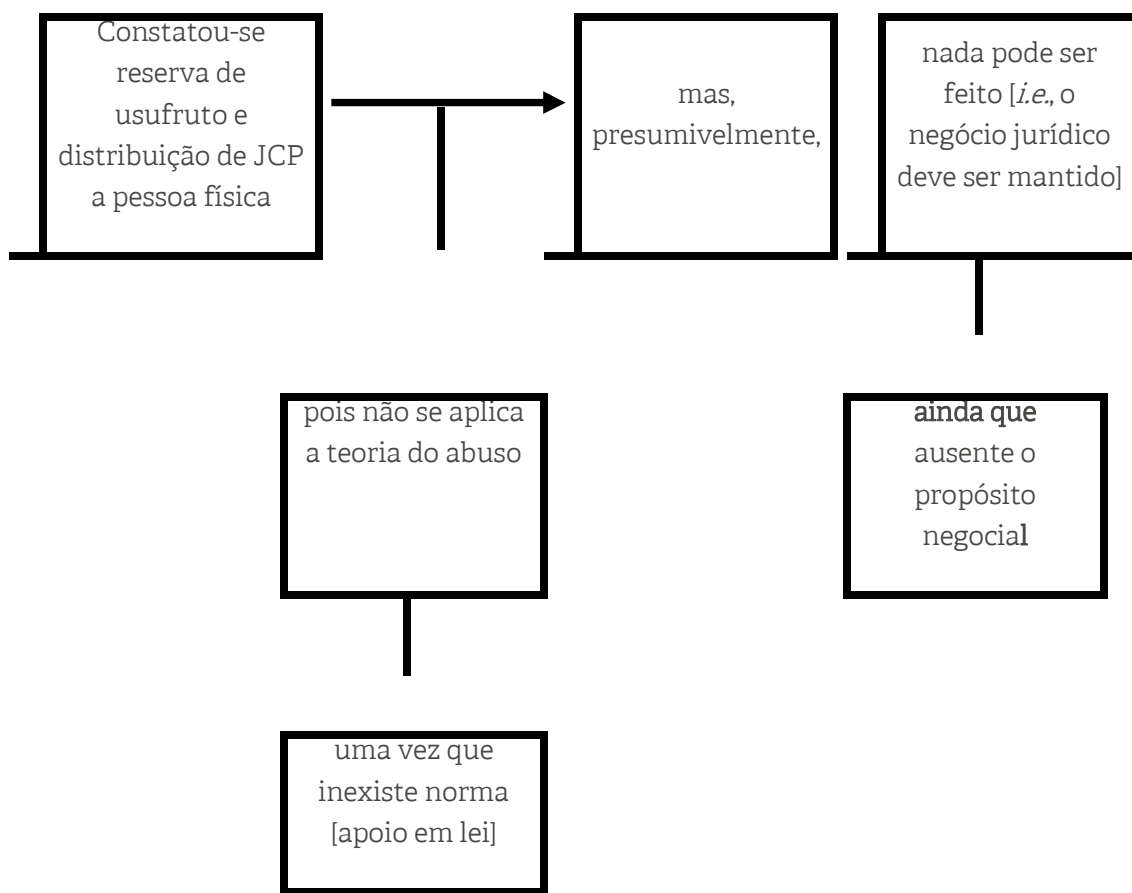 Constatou-se
reserva de
usufruto e
distribuição de JCP
a pessoa física
mas,
presumivelmente,
nada pode ser
feito [i.e., o
negócio jurídico
deve ser mantido]
pois não se aplica
a teoria do abuso
ainda que
ausente o
propósito
negocial
uma vez que
inexiste norma
[apoio em lei]